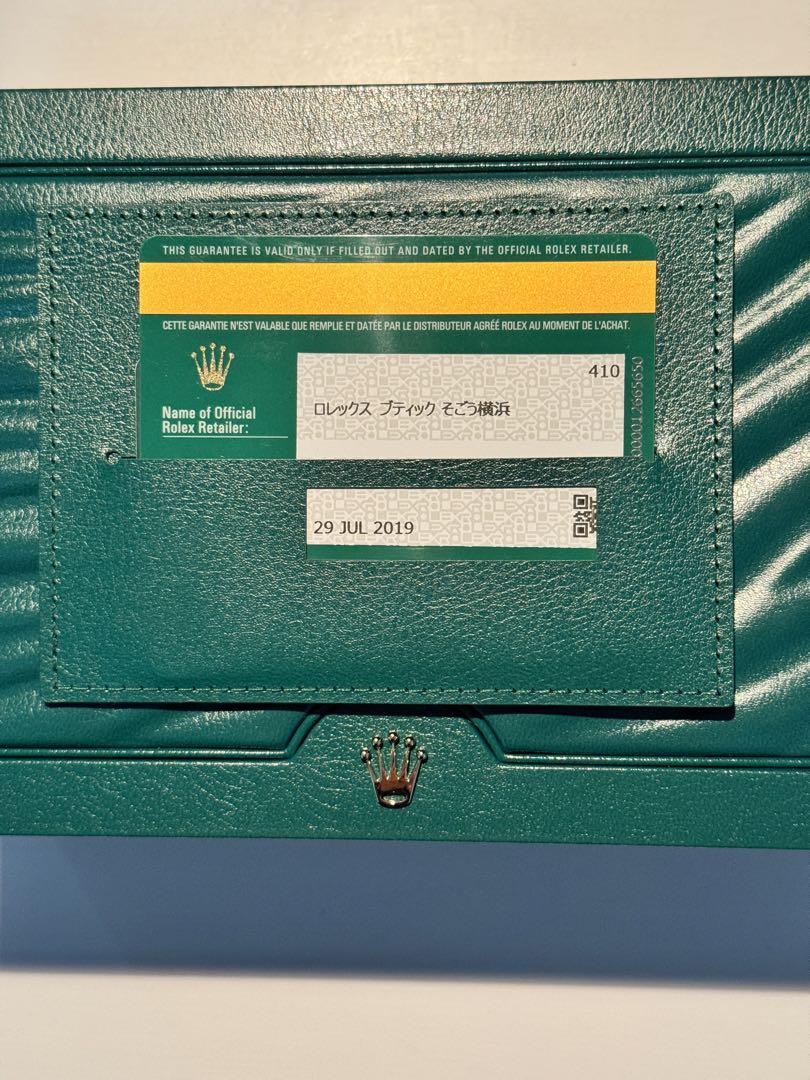 THIS GUARANTEE IS VALID ONLY IF FILLED OUT AND DATED BY THE OFFICIAL ROLEX RETAILER.
CETTE GARANTIE N'EST VALABLE QUE REMPLIE ET DATÉE PAR LE DISTRIBUTEUR AGRÉÉ ROLEX AU MOMENT DE L'ACHAT.
410
ロレックス ブティック そごう横浜
Name of Official
Rolex Retailer:
29 JUL 2019